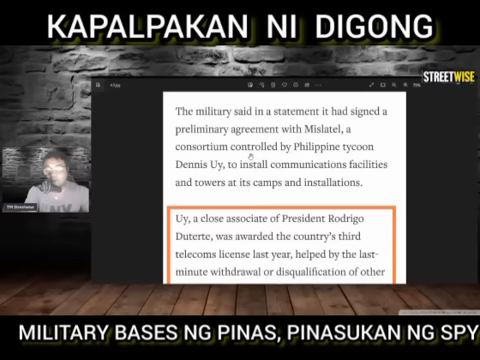 KAPALPAKAN NI DIGONG
STREETWISE
The military said in a statement it had signed a
preliminary agreement with Mislatel, a
consortium controlled by Philippine tycoon
Dennis Uy, to install communications facilities
and towers at its camps and installations.
Uy, a close associate of President Rodrigo
Duterte, was awarded the country's third
telecoms license last year, helped by the last-
minute withdrawal or disqualification of other
MILITARY BASES NG PINAS, PINASUKAN NG SPY